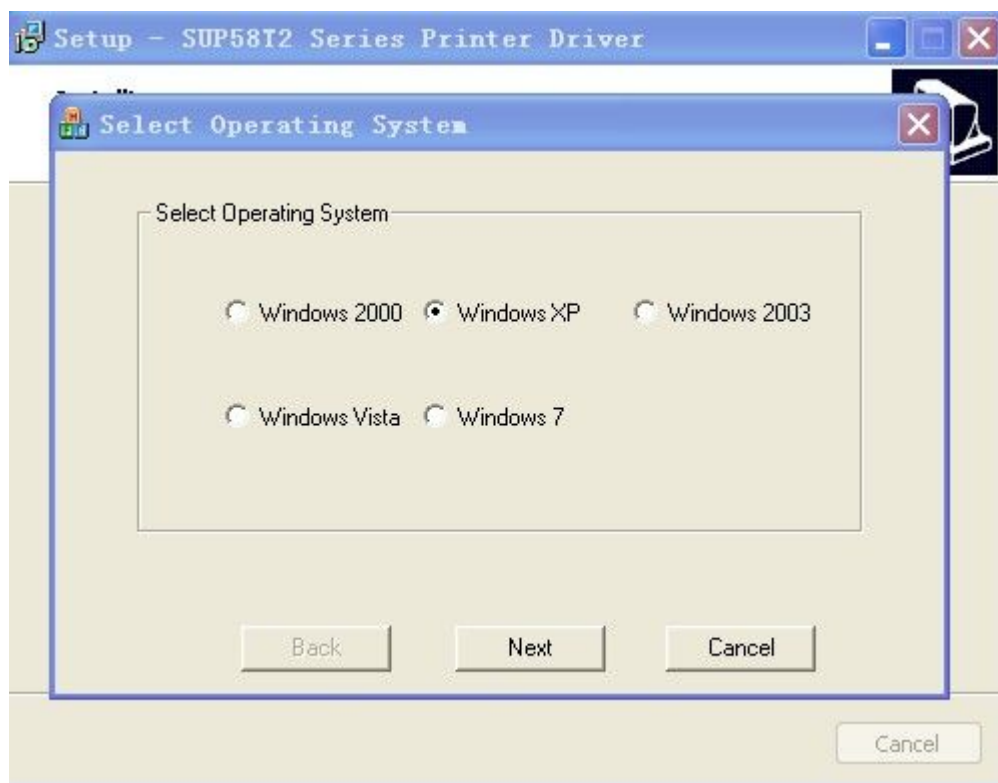 Setup - SUP58T2 Series Printer Driver
Select Operating System
Select Operating System
Windows 2000 Windows XP Windows 2003
Windows Vista Windows 7
Back Next Cancel
Cancel